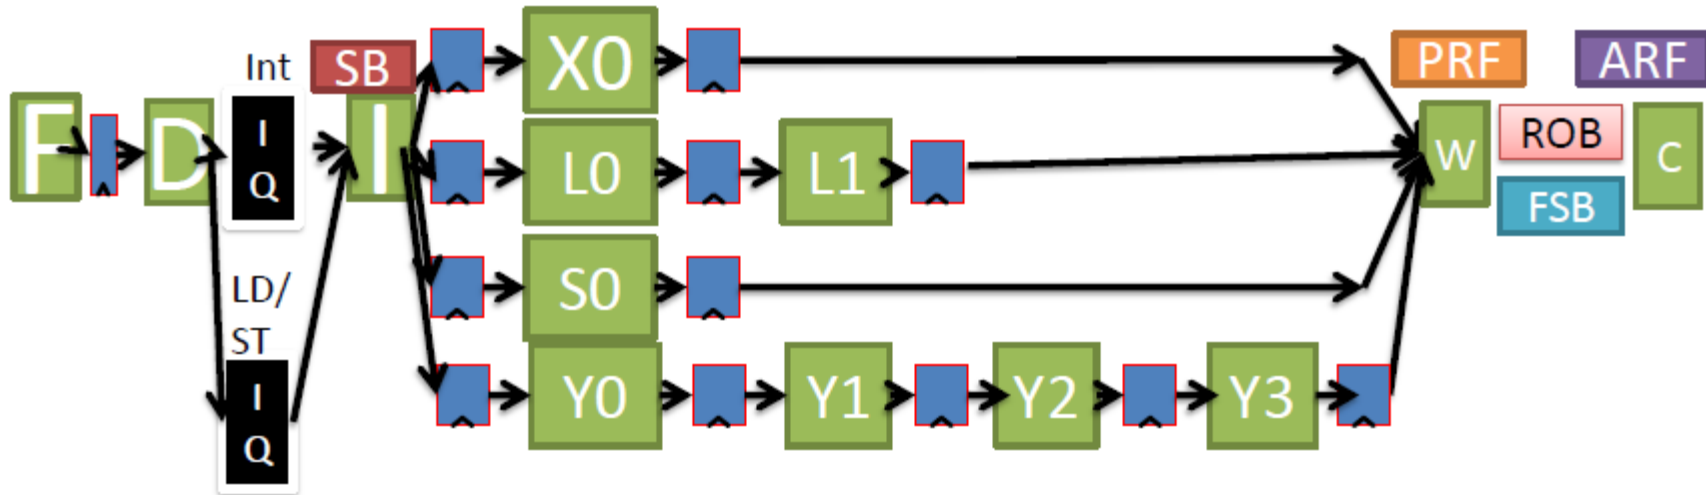 Int
SB
X0
PRF
ARF
F
D
I
Q
I
L0
L1
W
ROB
C
FSB
LD/
ST
S0
I
Q
Y0
Y1
Y2
Y3